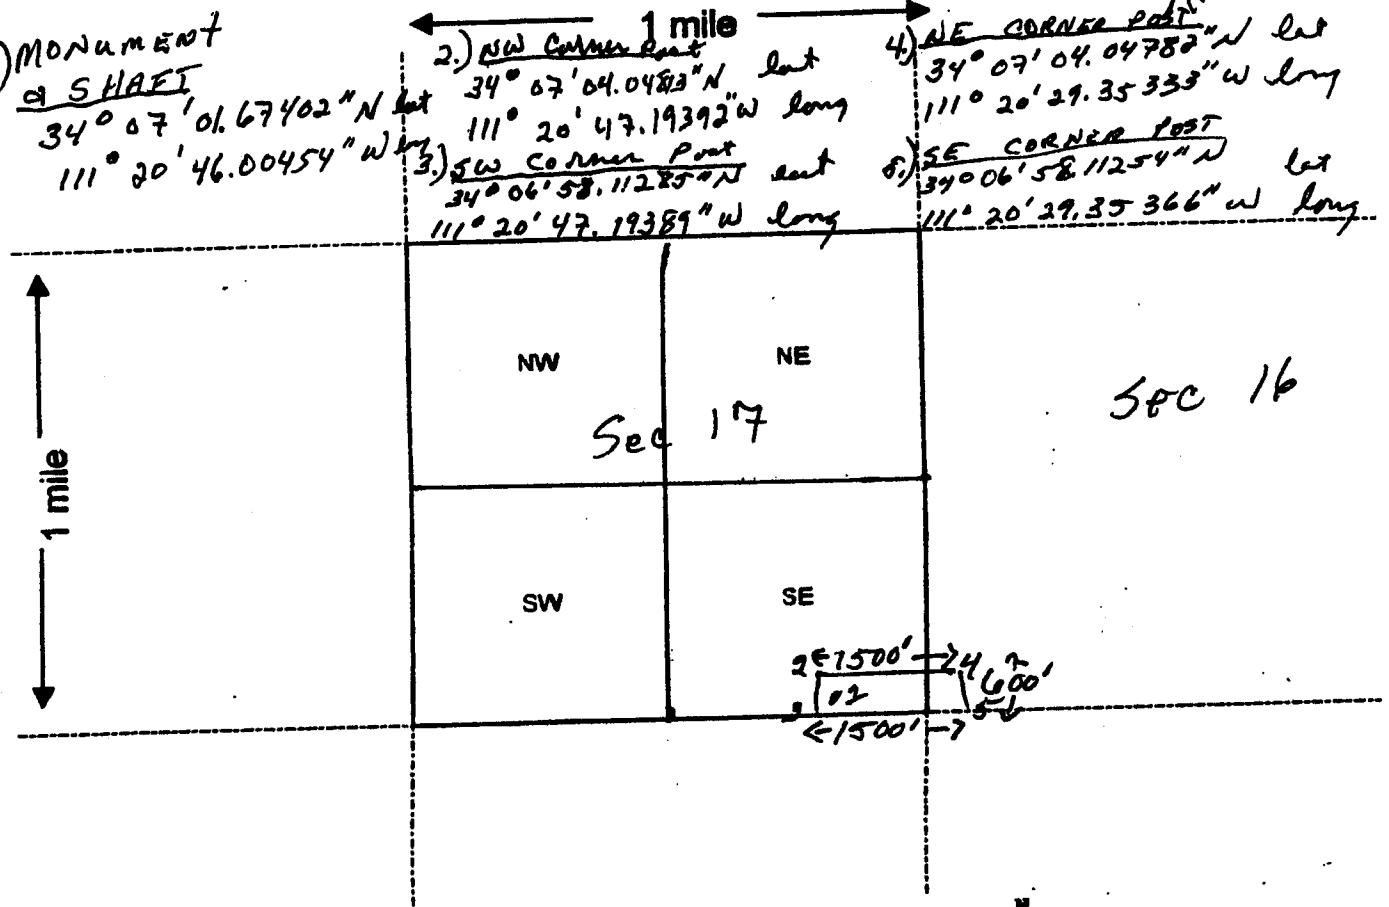 1 mile
) MONUMENT
a SHAFT
34° 07' 01.67402" N lat
111° 20' 46.00454" W long
2.) NW Corner Post
34° 07' 04.04813" N lat
111° 20' 47.19392" W long
3.) SW Corner Post
34° 06' 58.11285" N lat
111° 20' 47.19389" W long
4.) NE CORNER POST
34° 07' 04.04782" N lat
111° 20' 29.35333" W long
5.) SE CORNER POST
34° 06' 58.11254" N lat
111° 20' 29.35366" W long
1 mile
NW
NE
Sec 17
Sec 16
SW
SE
2 1500' 4
600'
.1
3 5
1500'
N